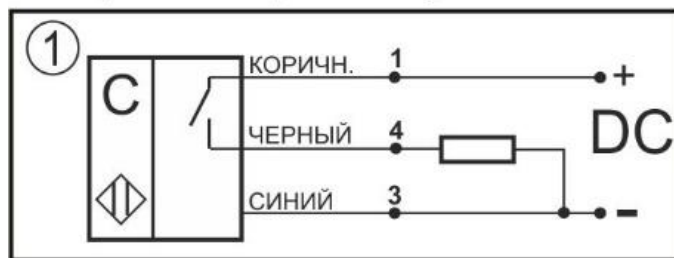 1
С
КОРИЧН. 1 +
ЧЕРНЫЙ 4
DC
СИНИЙ 3 -